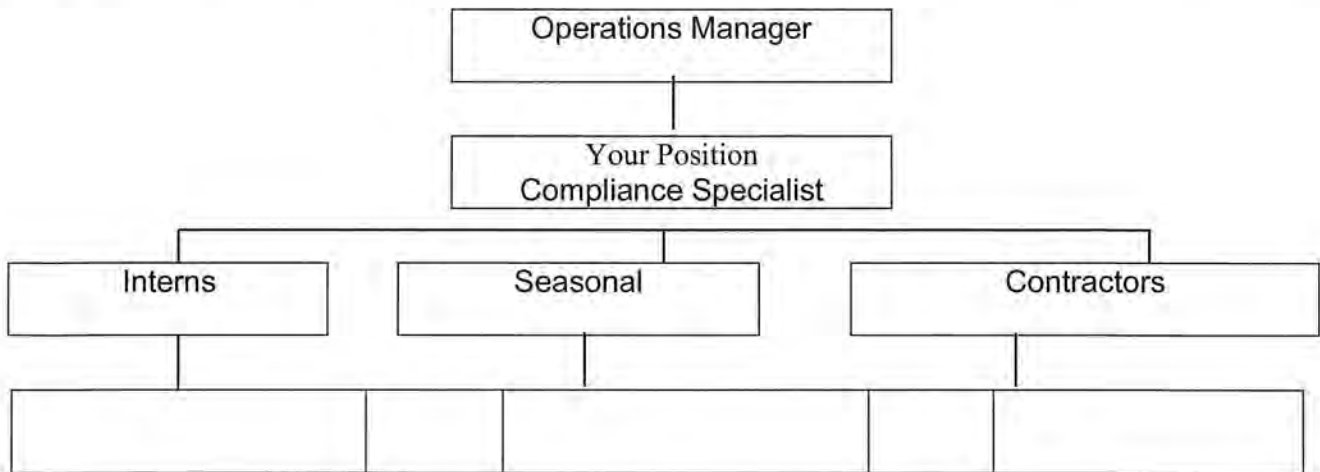 Operations Manager
Your Position
Compliance Specialist
Interns
Seasonal
Contractors